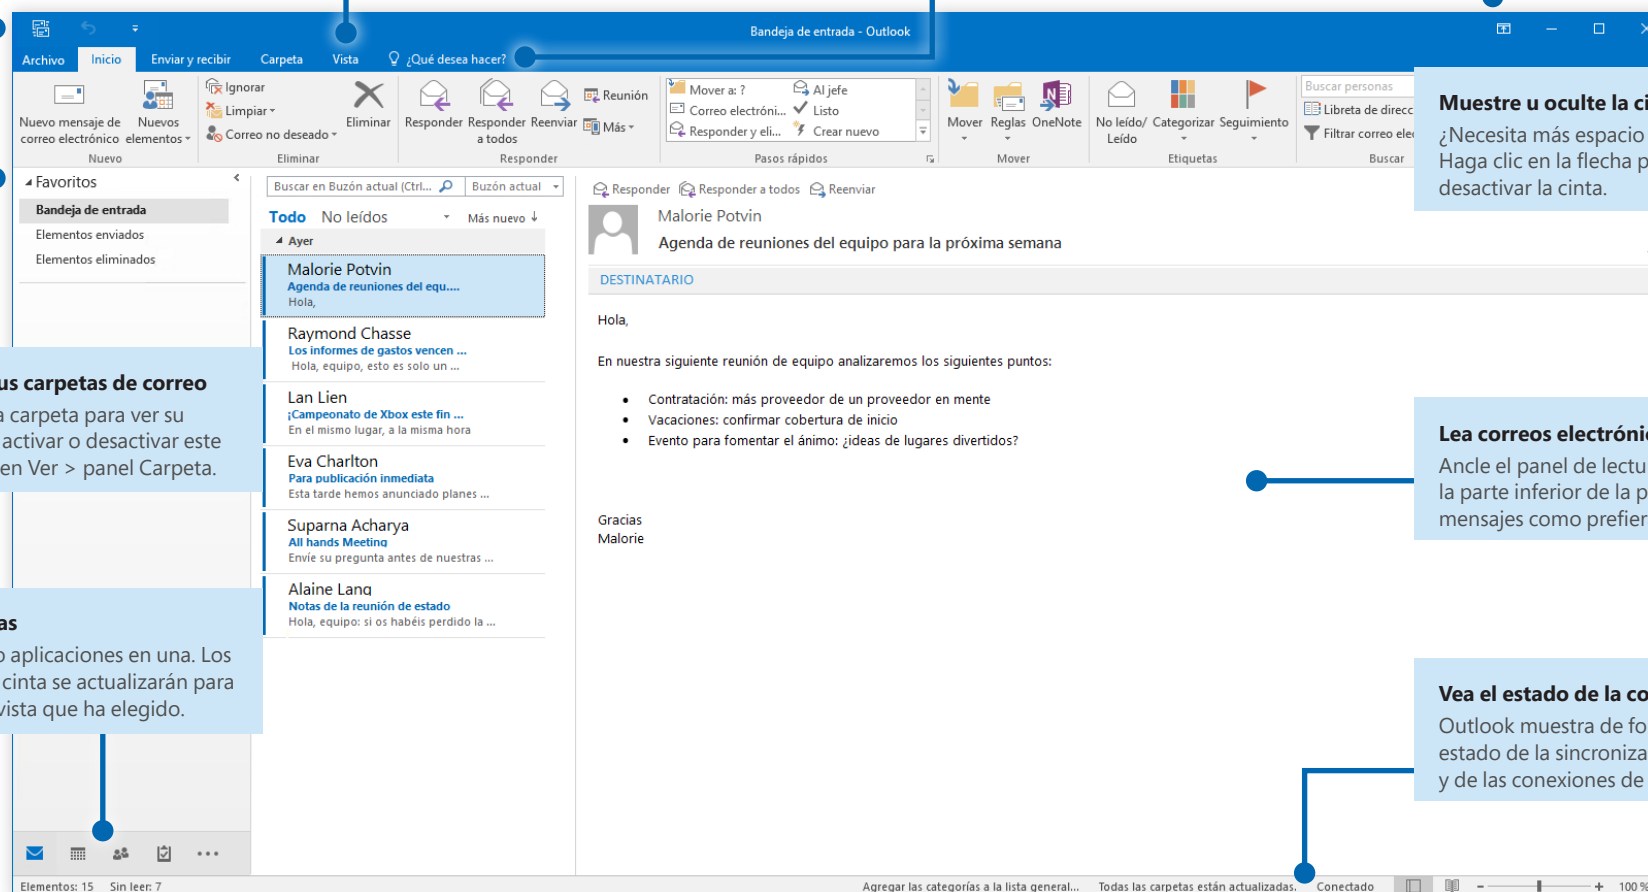 Bandeja de entrada - Outlook
Archivo Inicio Enviar y recibir Carpeta Vista ¿Qué desea hacer?
Nuevo mensaje de correo electrónico
Nuevos elementos
Nuevo
Ignorar
Limpiar
Correo no deseado
Eliminar
Eliminar
Responder
Responder a todos
Reenviar
Reunión
Más
Responder
Mover a: ?
Correo electróni...
Responder y eli...
Al jefe
Listo
Crear nuevo
Pasos rápidos
Mover
Reglas
OneNote
Mover
No leído/ Leído
Categorizar
Seguimiento
Etiquetas
Buscar personas
Libreta de direcc
Filtrar correo ele
Buscar
Muestre u oculte la ci
¿Necesita más espacio
Haga clic en la flecha p
desactivar la cinta.
Favoritos
Bandeja de entrada
Elementos enviados
Elementos eliminados
us carpetas de correo
a carpeta para ver su
activar o desactivar este
en Ver > panel Carpeta.
as
o aplicaciones en una. Los
cinta se actualizarán para
vista que ha elegido.
Buscar en Buzón actual (Ctrl... Buzón actual
Todo No leídos Más nuevo ↓
Ayer
Malorie Potvin
Agenda de reuniones del equ....
Hola,
Raymond Chasse
Los informes de gastos vencen ...
Hola, equipo, esto es solo un ...
Lan Lien
¡Campeonato de Xbox este fin ...
En el mismo lugar, a la misma hora
Eva Charlton
Para publicación inmediata
Esta tarde hemos anunciado planes ...
Suparna Acharya
All hands Meeting
Envíe su pregunta antes de nuestras ...
Alaine Lang
Notas de la reunión de estado
Hola, equipo: si os habéis perdido la ...
Responder Responder a todos Reenviar
Malorie Potvin
Agenda de reuniones del equipo para la próxima semana
DESTINATARIO
Hola,
En nuestra siguiente reunión de equipo analizaremos los siguientes puntos:
• Contratación: más proveedor de un proveedor en mente
• Vacaciones: confirmar cobertura de inicio
• Evento para fomentar el ánimo: ¿ideas de lugares divertidos?
Gracias
Malorie
Lea correos electrónic
Ancle el panel de lectu
la parte inferior de la p
mensajes como prefier
Vea el estado de la co
Outlook muestra de fo
estado de la sincroniza
y de las conexiones de
Elementos: 15 Sin leer: 7
Agregar las categorías a la lista general... Todas las carpetas están actualizadas. Conectado
- + 100 %